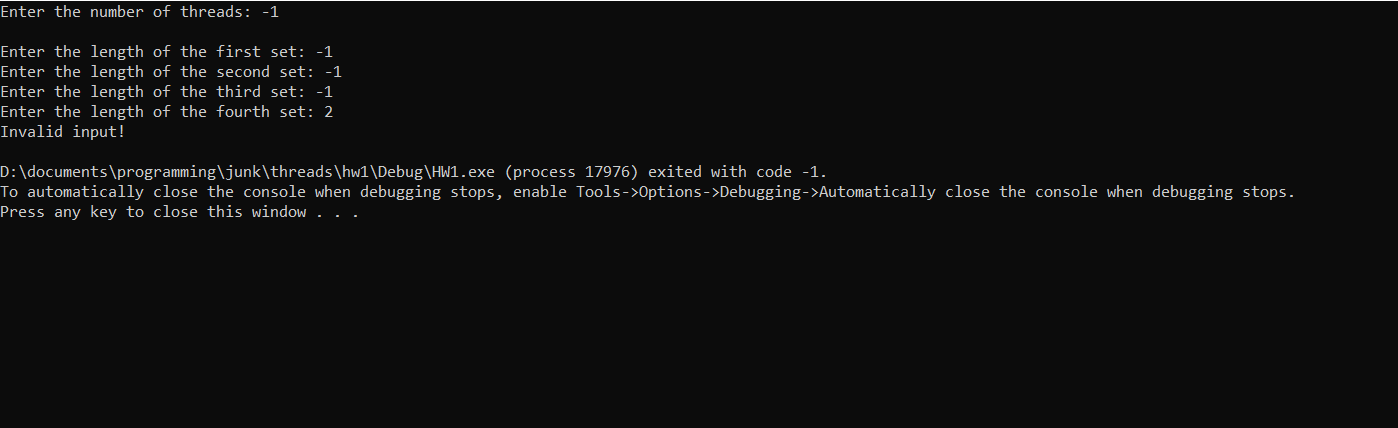 Enter the number of threads: -1
Enter the length of the first set: -1
Enter the length of the second set: -1
Enter the length of the third set: -1
Enter the length of the fourth set: 2
Invalid input!
D:\documents\programming\junk\threads\hw1\Debug\HW1.exe (process 17976) exited with code -1.
To automatically close the console when debugging stops, enable Tools->Options->Debugging->Automatically close the console when debugging stops.
Press any key to close this window . . .